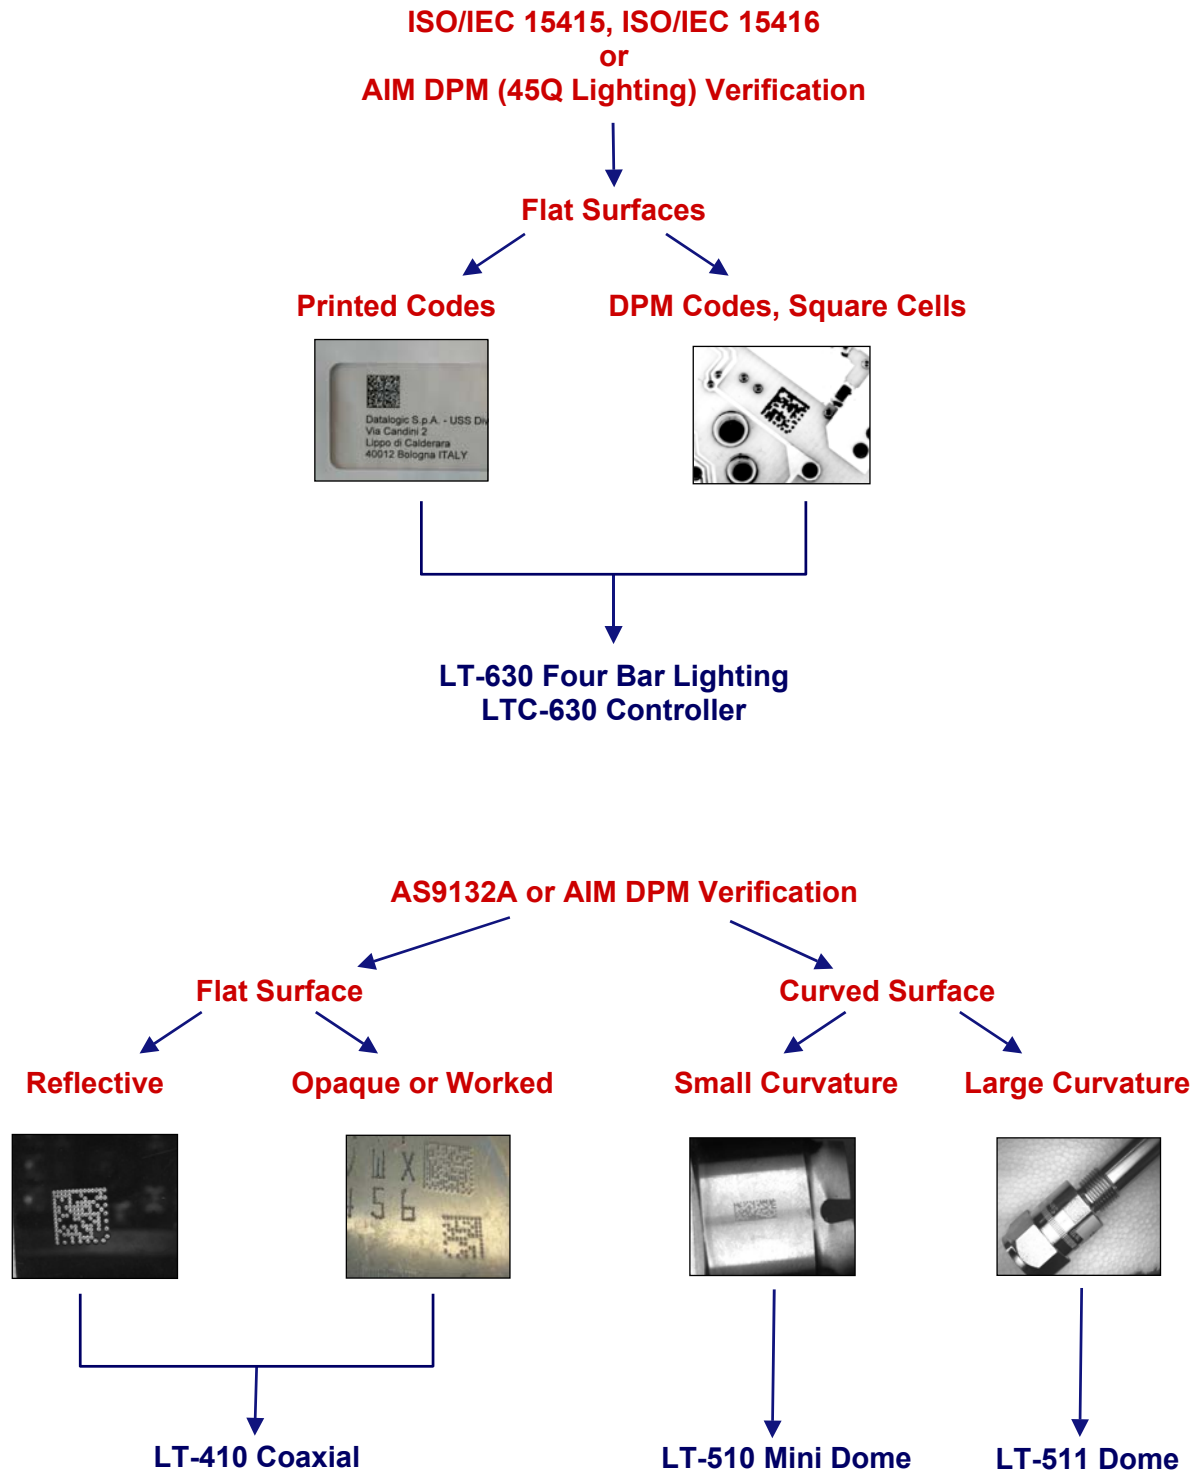 ISO/IEC 15415, ISO/IEC 15416
or
AIM DPM (45Q Lighting) Verification
Flat Surfaces
Printed Codes
DPM Codes, Square Cells
Datalogic S.p.A. - USS Div
Via Candini 2
Lippo di Calderara
40012 Bologna ITALY
LT-630 Four Bar Lighting
LTC-630 Controller
AS9132A or AIM DPM Verification
Flat Surface
Curved Surface
Reflective
Opaque or Worked
Small Curvature
Large Curvature
X
5 6
LT-410 Coaxial
LT-510 Mini Dome
LT-511 Dome